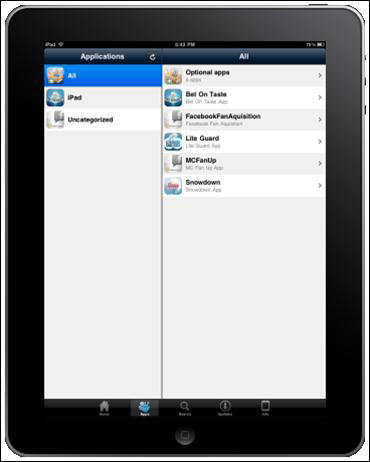 iPad
5:43 PM
75%
Applications
All
All
iPad
Uncategorized
Optional apps
5 apps
Bet On Taste
Bet On Taste App
FacebookFanAquisition
Facebook Fan Aquisition
Lite Guard
Lite Guard App
MCFanUp
MC Fan Up App
Snowdown
Snowdown App
Home
Apps
Search
Updates
Info